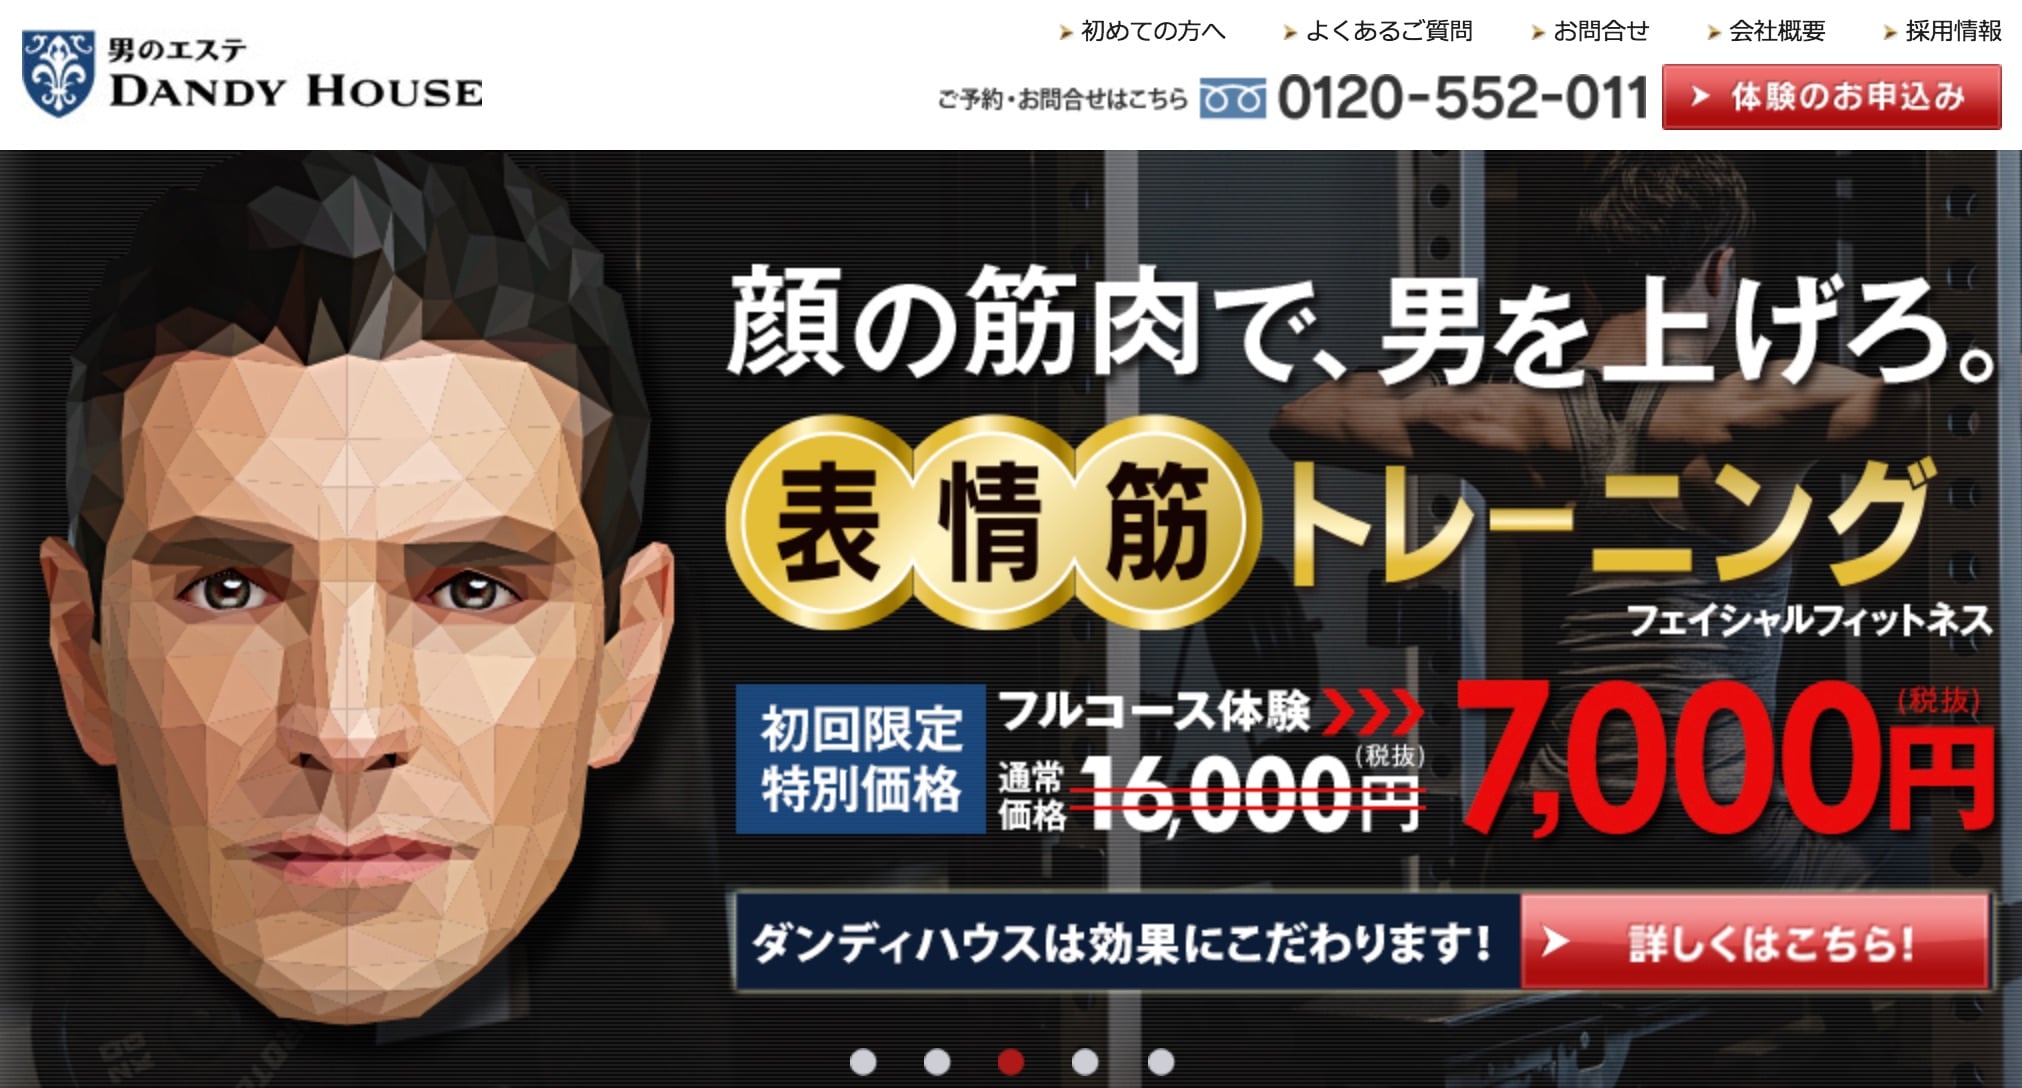 初めての方へ よくあるご質問 お問合せ 会社概要 採用情報
男のエステ
DANDY HOUSE
ご予約・お問合せはこちら 0120-552-011 体験のお申込み
顔の筋肉で、男を上げろ。
表情筋トレーニング
フェイシャルフィットネス
初回限定
特別価格
フルコース体験
通常
価格
16,000円
(税抜)
7,000円
(税抜)
ダンディハウスは効果にこだわります! 詳しくはこちら!